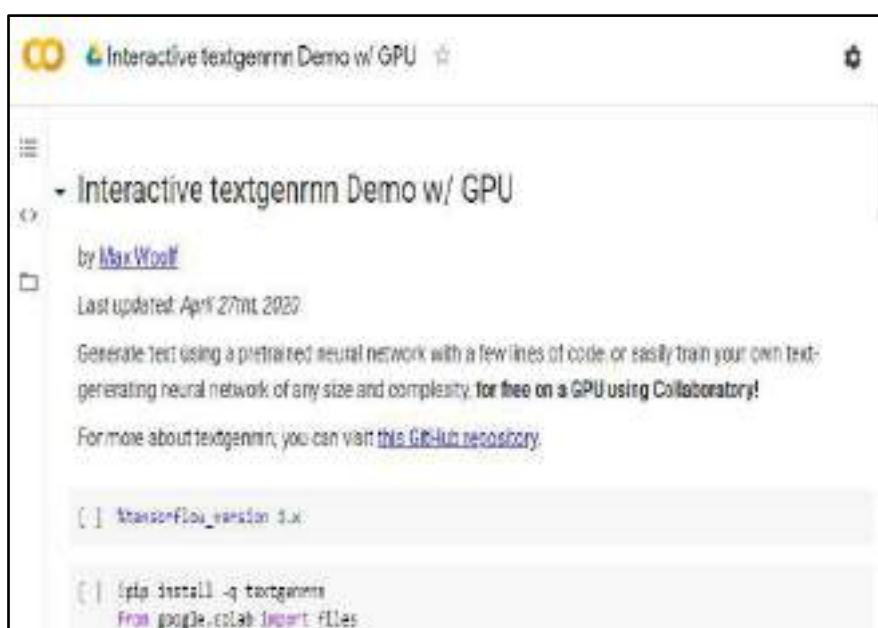 Interactive textgenrnn Demo w/ GPU
Interactive textgenrnn Demo w/ GPU
by Max Woolf
Last updated: April 27th, 2020
Generate text using a pretrained neural network with a few lines of code, or easily train your own text-
generating neural network of any size and complexity, for free on a GPU using Collaboratory!
For more about textgenrnn, you can visit this GitHub repository.
[ ] %tensorflow_version 1.x
[ ] !pip install -q textgenrnn
from google.colab import files